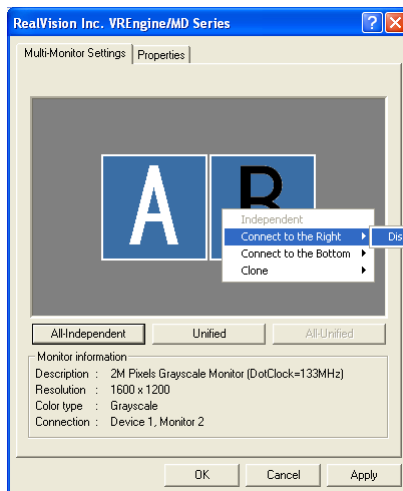 RealVision Inc. VREngine/MD Series
Multi-Monitor Settings Properties
A B
Independent
Connect to the Right Dis
Connect to the Bottom
Clone
All-Independent Unified All-Unified
Monitor information
Description : 2M Pixels Grayscale Monitor (DotClock=133MHz)
Resolution : 1600 x 1200
Color type : Grayscale
Connection : Device 1, Monitor 2
OK Cancel Apply